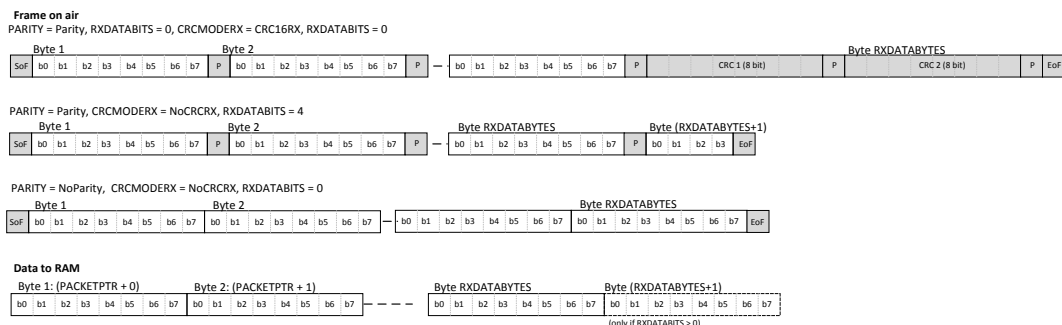 Frame on air
PARITY = Parity, RXDATABITS = 0, CRCMODERX = CRC16RX, RXDATABITS = 0
Byte 1 Byte 2 Byte RXDATABYTES
SoF b0 b1 b2 b3 b4 b5 b6 b7 P b0 b1 b2 b3 b4 b5 b6 b7 P b0 b1 b2 b3 b4 b5 b6 b7 P CRC 1 (8 bit) P CRC 2 (8 bit) P EoF
PARITY = Parity, CRCMODERX = NoCRCRX, RXDATABITS = 4
Byte 1 Byte 2 Byte RXDATABYTES Byte (RXDATABYTES+1)
SoF b0 b1 b2 b3 b4 b5 b6 b7 P b0 b1 b2 b3 b4 b5 b6 b7 P b0 b1 b2 b3 b4 b5 b6 b7 P b0 b1 b2 b3 EoF
PARITY = NoParity, CRCMODERX = NoCRCRX, RXDATABITS = 0
Byte 1 Byte 2 Byte RXDATABYTES
SoF b0 b1 b2 b3 b4 b5 b6 b7 b0 b1 b2 b3 b4 b5 b6 b7 b0 b1 b2 b3 b4 b5 b6 b7 b0 b1 b2 b3 b4 b5 b6 b7 EoF
Data to RAM
Byte 1: (PACKETPTR + 0) Byte 2: (PACKETPTR + 1) Byte RXDATABYTES Byte (RXDATABYTES+1)
b0 b1 b2 b3 b4 b5 b6 b7 b0 b1 b2 b3 b4 b5 b6 b7 b0 b1 b2 b3 b4 b5 b6 b7 b0 b1 b2 b3 b4 b5 b6 b7
(only if RXDATABITS > 0)